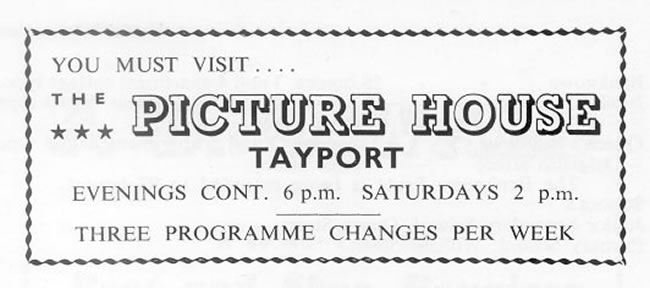 YOU MUST VISIT....
THE
★★★ PICTURE HOUSE
TAYPORT
EVENINGS CONT. 6 p.m. SATURDAYS 2 p.m.
THREE PROGRAMME CHANGES PER WEEK